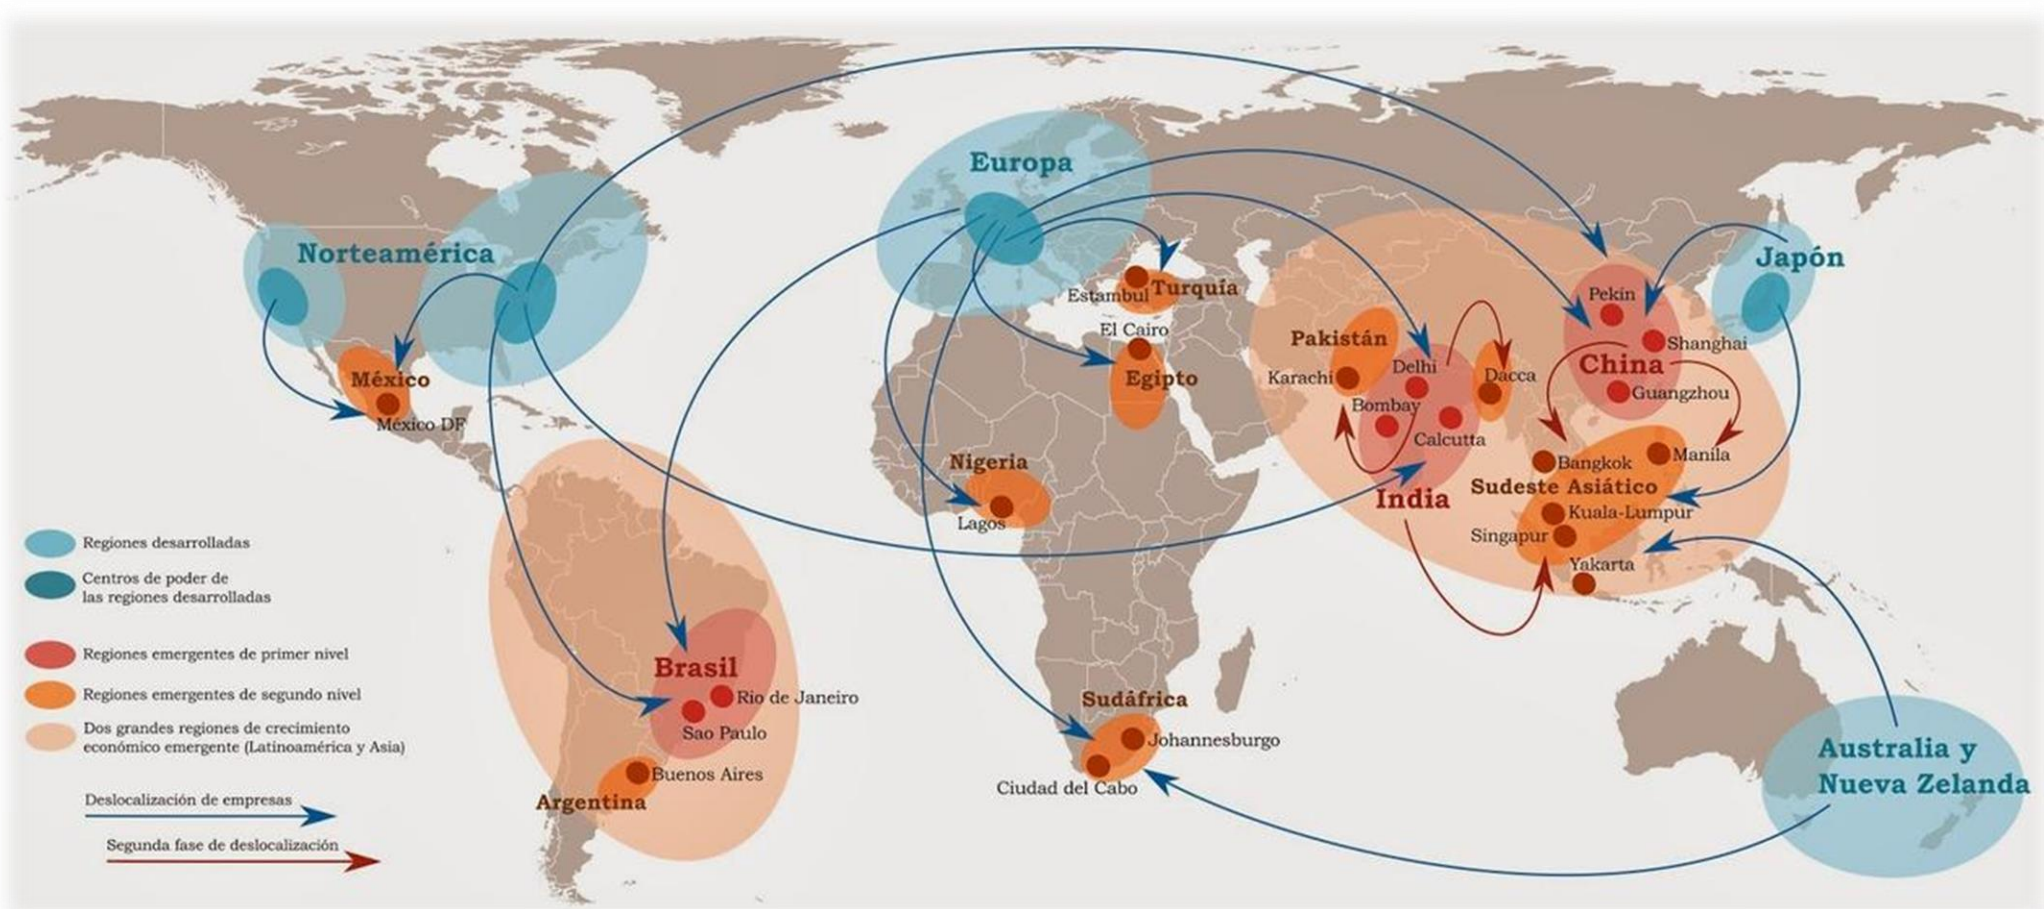 Europa
Norteamérica
Japón
Estambul
Turquía
Pekín
El Cairo
Pakistán
Shanghai
China
Delhi
Dacca
Karachi
México
Egipto
Guangzhou
Bombay
México DF
Calcutta
Nigeria
Bangkok
Manila
Sudeste Asiático
India
Kuala-Lumpur
Lagos
Singapur
Yakarta
Regiones desarrolladas
Centros de poder de
las regiones desarrolladas
Regiones emergentes de primer nivel
Regiones emergentes de segundo nivel
Dos grandes regiones de crecimiento
económico emergente (Latinoamérica y Asia)
Brasil
Rio de Janeiro
Sao Paulo
Sudáfrica
Johannesburgo
Ciudad del Cabo
Buenos Aires
Argentina
Australia y
Nueva Zelanda
Deslocalización de empresas
Segunda fase de deslocalización